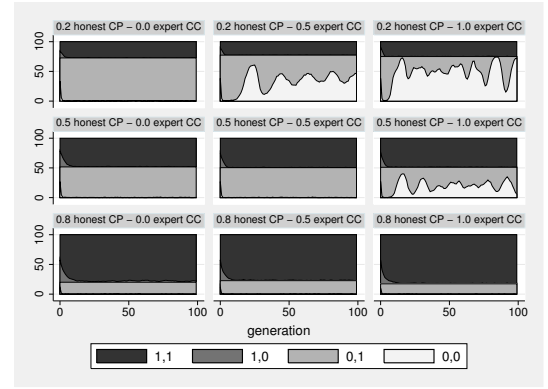 0.2 honest CP − 0.0 expert CC
0.2 honest CP − 0.5 expert CC
0.2 honest CP − 1.0 expert CC
100
50
0
0.5 honest CP − 0.0 expert CC
0.5 honest CP − 0.5 expert CC
0.5 honest CP − 1.0 expert CC
100
50
0
0.8 honest CP − 0.0 expert CC
0.8 honest CP − 0.5 expert CC
0.8 honest CP − 1.0 expert CC
100
50
0
0 50 100
0 50 100
0 50 100
generation
1,1 1,0 0,1 0,0